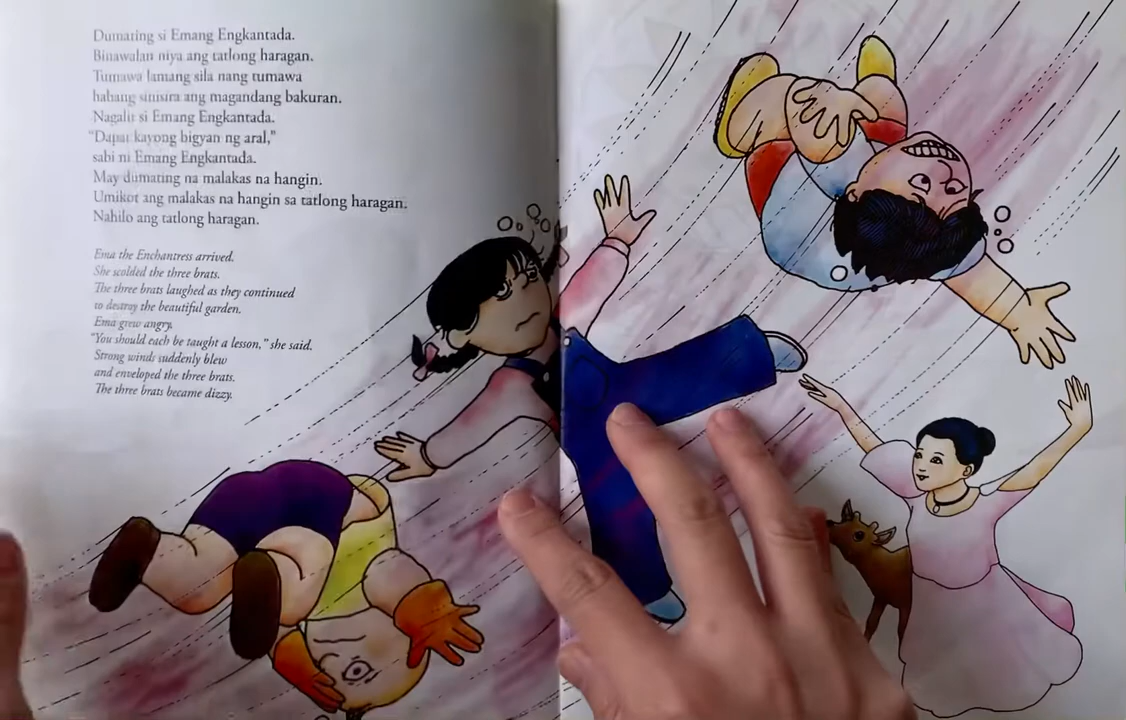 Dumating si Emang Engkantada.
Binawalan niya ang tatlong haragan.
Tumawa lamang sila nang tumawa
habang sinisira ang magandang bakuran.
Nagalit si Emang Engkantada.
“Dapat kayong bigyan ng aral,”
sabi ni Emang Engkantada.
May dumating na malakas na hangin.
Umikot ang malakas na hangin sa tatlong haragan.
Nahilo ang tatlong haragan.
Ema the Enchantress arrived.
She scolded the three brats.
The three brats laughed as they continued
to destroy the beautiful garden.
Ema grew angry.
“You should each be taught a lesson,” she said.
Strong winds suddenly blew
and enveloped the three brats.
The three brats became dizzy.